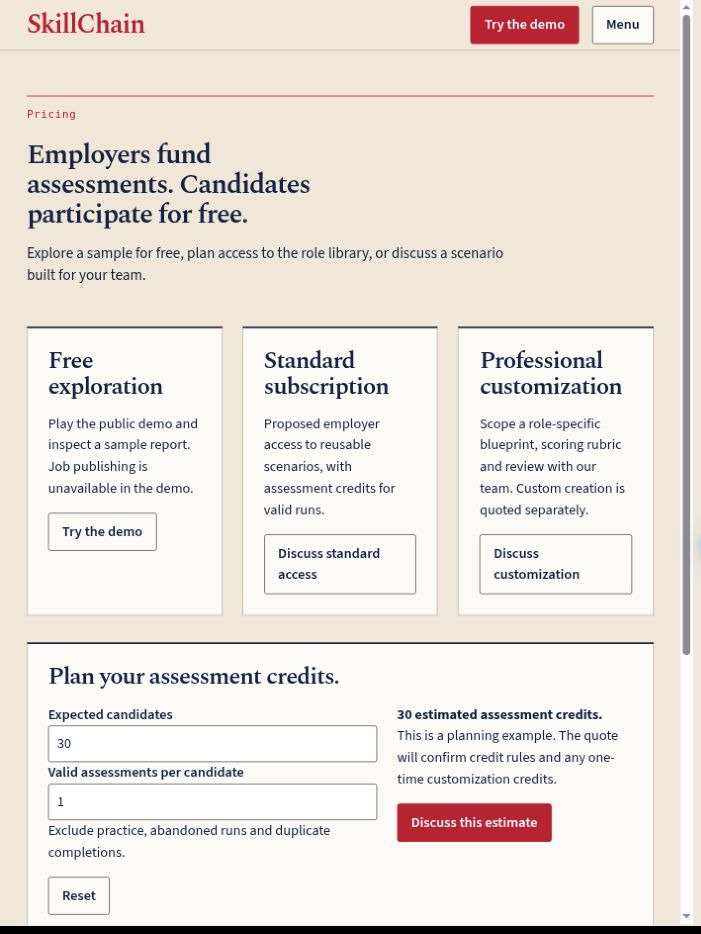 SkillChain
Try the demo
Menu
Pricing
Employers fund
assessments. Candidates
participate for free.
Explore a sample for free, plan access to the role library, or discuss a scenario
built for your team.
Free
exploration
Play the public demo and
inspect a sample report.
Job publishing is
unavailable in the demo.
Try the demo
Standard
subscription
Proposed employer
access to reusable
scenarios, with
assessment credits for
valid runs.
Discuss standard
access
Professional
customization
Scope a role-specific
blueprint, scoring rubric
and review with our
team. Custom creation is
quoted separately.
Discuss
customization
Plan your assessment credits.
Expected candidates
30
Valid assessments per candidate
1
Exclude practice, abandoned runs and duplicate
completions.
Reset
30 estimated assessment credits.
This is a planning example. The quote
will confirm credit rules and any one-
time customization credits.
Discuss this estimate